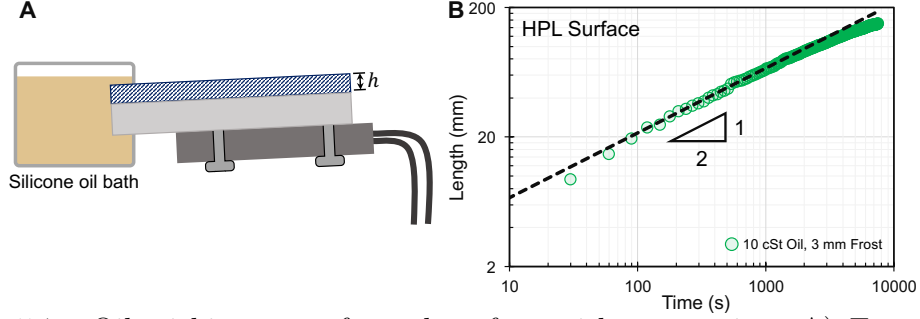 A
h
Silicone oil bath
B
200
HPL Surface
Length (mm)
20
1
2
10 cSt Oil, 3 mm Frost
2
10
100
1000
10000
Time (s)